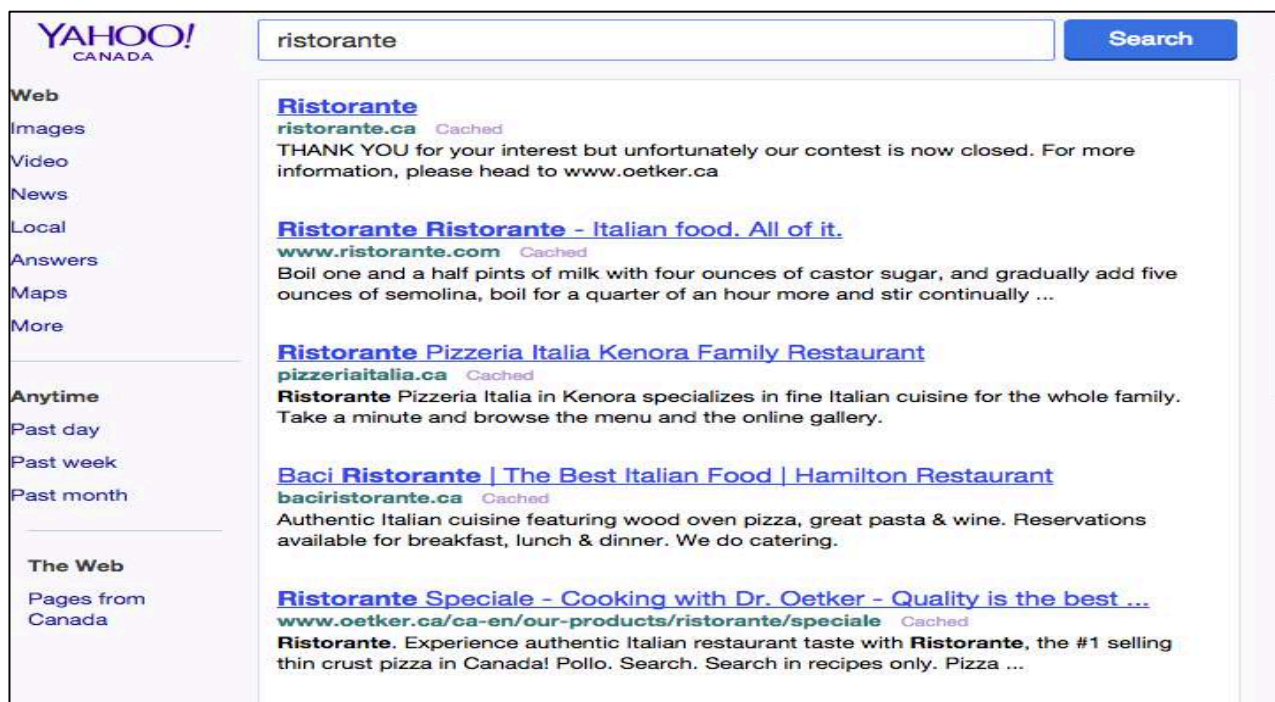 YAHOO!
CANADA
ristorante
Search
Web
Images
Video
News
Local
Answers
Maps
More
Anytime
Past day
Past week
Past month
The Web
Pages from
Canada
Ristorante
ristorante.ca Cached
THANK YOU for your interest but unfortunately our contest is now closed. For more
information, please head to www.oetker.ca
Ristorante Ristorante - Italian food. All of it.
www.ristorante.com Cached
Boil one and a half pints of milk with four ounces of castor sugar, and gradually add five
ounces of semolina, boil for a quarter of an hour more and stir continually ...
Ristorante Pizzeria Italia Kenora Family Restaurant
pizzeriaitalia.ca Cached
Ristorante Pizzeria Italia in Kenora specializes in fine Italian cuisine for the whole family.
Take a minute and browse the menu and the online gallery.
Baci Ristorante | The Best Italian Food | Hamilton Restaurant
baciristorante.ca Cached
Authentic Italian cuisine featuring wood oven pizza, great pasta & wine. Reservations
available for breakfast, lunch & dinner. We do catering.
Ristorante Speciale - Cooking with Dr. Oetker - Quality is the best ...
www.oetker.ca/ca-en/our-products/ristorante/speciale Cached
Ristorante. Experience authentic Italian restaurant taste with Ristorante, the #1 selling
thin crust pizza in Canada! Pollo. Search. Search in recipes only. Pizza ...